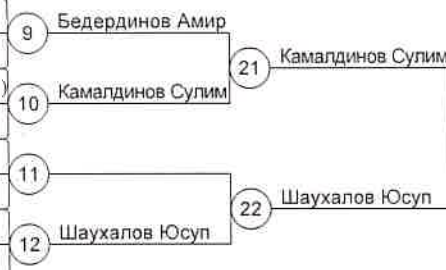 9 Бедердинов Амир
21 Камалдинов Сулим
) 10 Камалдинов Сулим
11
22 Шаухалов Юсуп
12 Шаухалов Юсуп